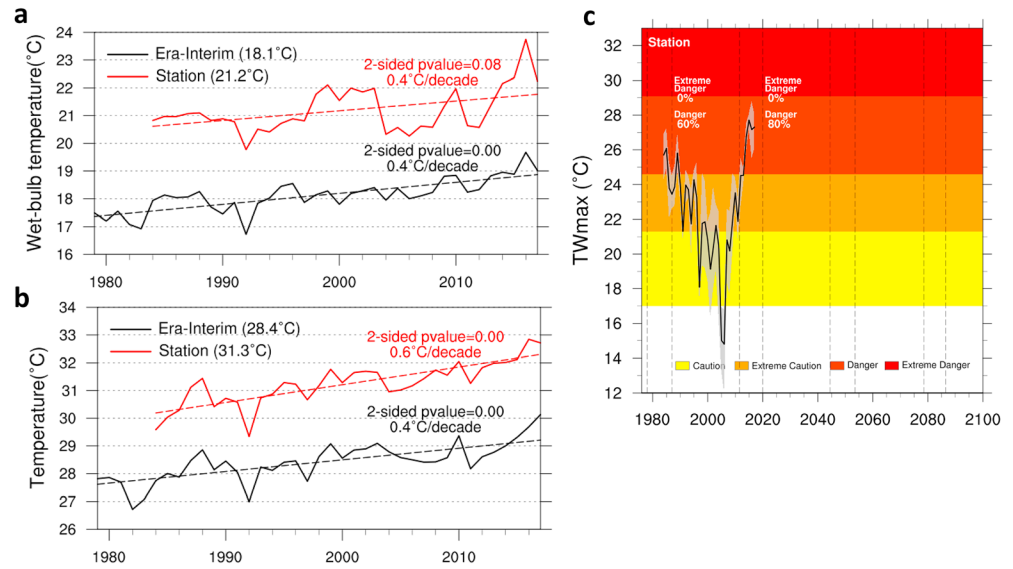 a
Wet-bulb temperature(°C)
24
23
22
21
20
19
18
17
16
Era-Interim (18.1°C)
Station (21.2°C)
2-sided pvalue=0.08
0.4°C/decade
2-sided pvalue=0.00
0.4°C/decade
1980
1990
2000
2010
b
Temperature(°C)
34
33
32
31
30
29
28
27
26
Era-Interim (28.4°C)
Station (31.3°C)
2-sided pvalue=0.00
0.6°C/decade
2-sided pvalue=0.00
0.4°C/decade
1980
1990
2000
2010
c
TWmax (°C)
32
30
28
26
24
22
20
18
16
14
12
Station
Extreme
Danger
0%
Danger
60%
Extreme
Danger
0%
Danger
80%
Caution
Extreme Caution
Danger
Extreme Danger
1980
2000
2020
2040
2060
2080
2100